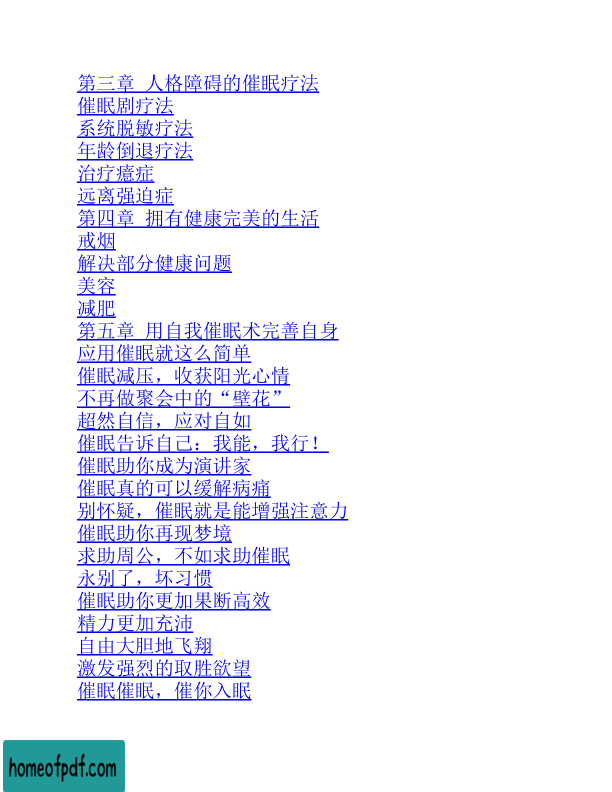 第三章 人格障碍的催眠疗法
催眠剧疗法
系统脱敏疗法
年龄倒退疗法
治疗癔症
远离强迫症
第四章 拥有健康完美的生活
戒烟
解决部分健康问题
美容
减肥
第五章 用自我催眠术完善自身
应用催眠就这么简单
催眠减压，收获阳光心情
不再做聚会中的“壁花”
超然自信，应对自如
催眠告诉自己：我能，我行！
催眠助你成为演讲家
催眠真的可以缓解病痛
别怀疑，催眠就是能增强注意力
催眠助你再现梦境
求助周公，不如求助催眠
永别了，坏习惯
催眠助你更加果断高效
精力更加充沛
自由大胆地飞翔
激发强烈的取胜欲望
催眠催眠，催你入眠
homeofpdf.com